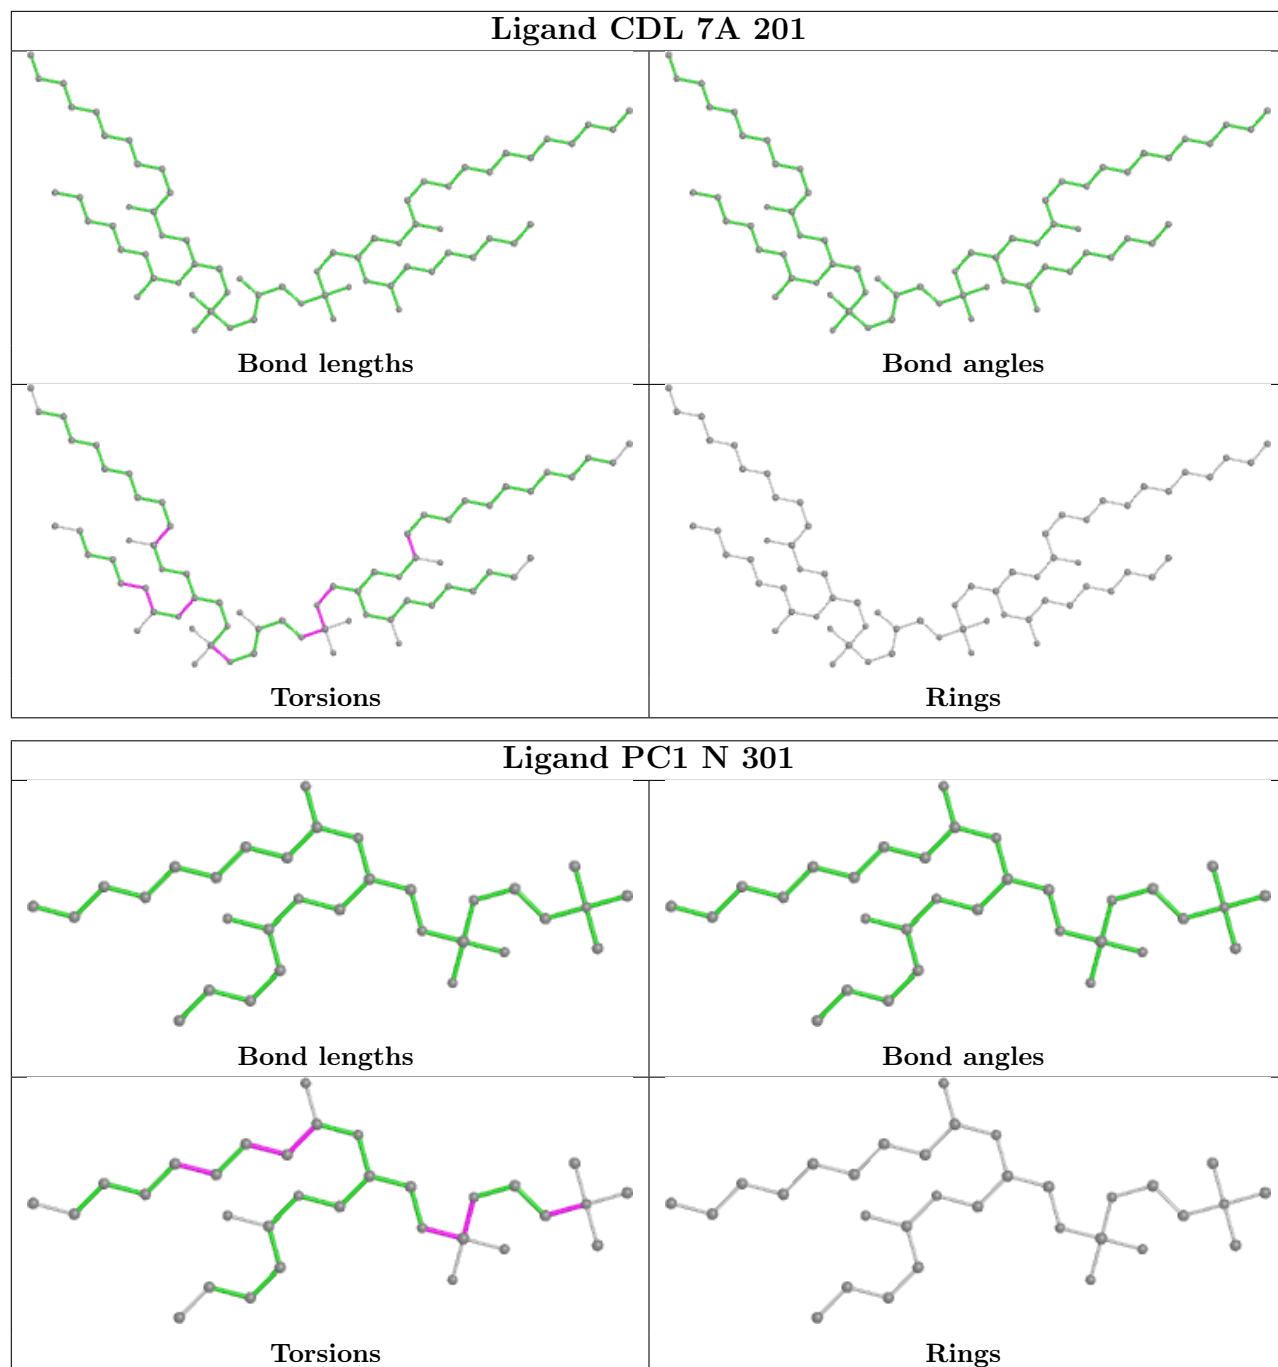 Ligand CDL 7A 201
Bond lengths
Bond angles
Torsions
Rings
Ligand PC1 N 301
Bond lengths
Bond angles
Torsions
Rings